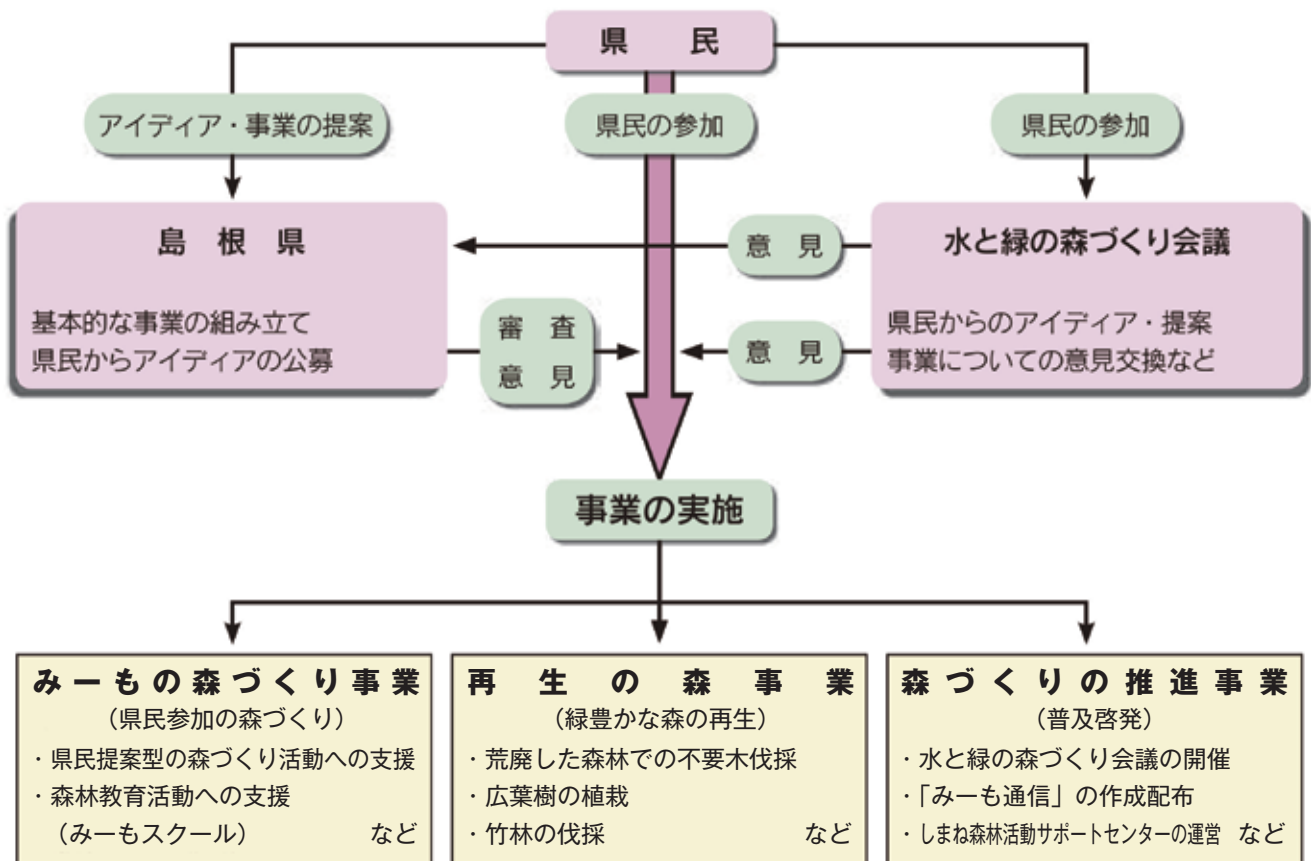 県　民
アイディア・事業の提案
県民の参加
県民の参加
島　根　県
基本的な事業の組み立て
県民からアイディアの公募
審　査
意　見
意　見
意　見
水と緑の森づくり会議
県民からのアイディア・提案
事業についての意見交換など
事業の実施
みーもの森づくり事業
（県民参加の森づくり）
・県民提案型の森づくり活動への支援
・森林教育活動への支援
（みーもスクール）　など
再生の森事業
（緑豊かな森の再生）
・荒廃した森林での不要木伐採
・広葉樹の植栽
・竹林の伐採　など
森づくりの推進事業
（普及啓発）
・水と緑の森づくり会議の開催
・「みーも通信」の作成配布
・しまね森林活動サポートセンターの運営　など